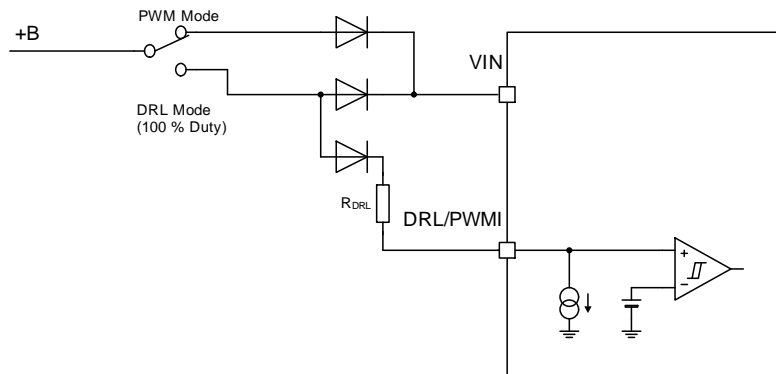 PWM Mode
+B
VIN
DRL Mode
(100 % Duty)
RDRL
DRL/PWMI
+
−